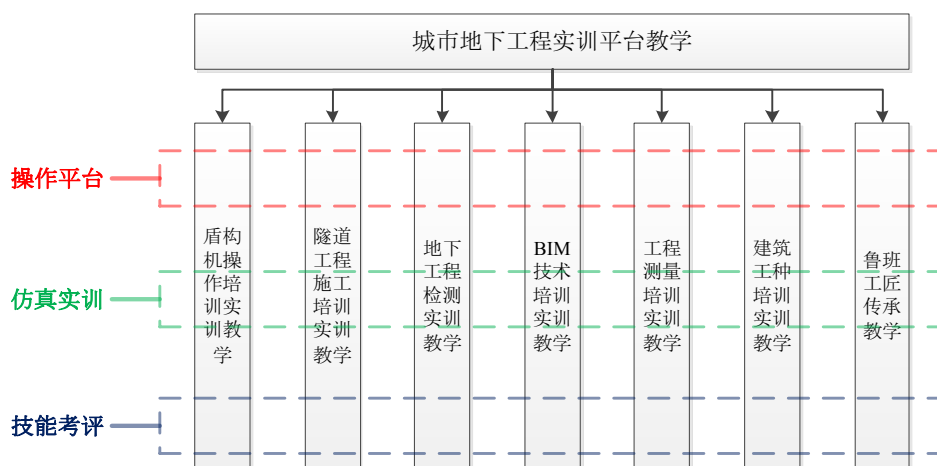 城市地下工程实训平台教学
操作平台
仿真实训
技能考评
盾构
机操
作培
训实
训教
学
隧道
工程
施工
培训
实训
教学
地下
工程
检测
实训
教学
BIM
技术
培训
实训
教学
工程
测量
培训
实训
教学
建筑
工种
培训
实训
教学
鲁班
工匠
传承
教学